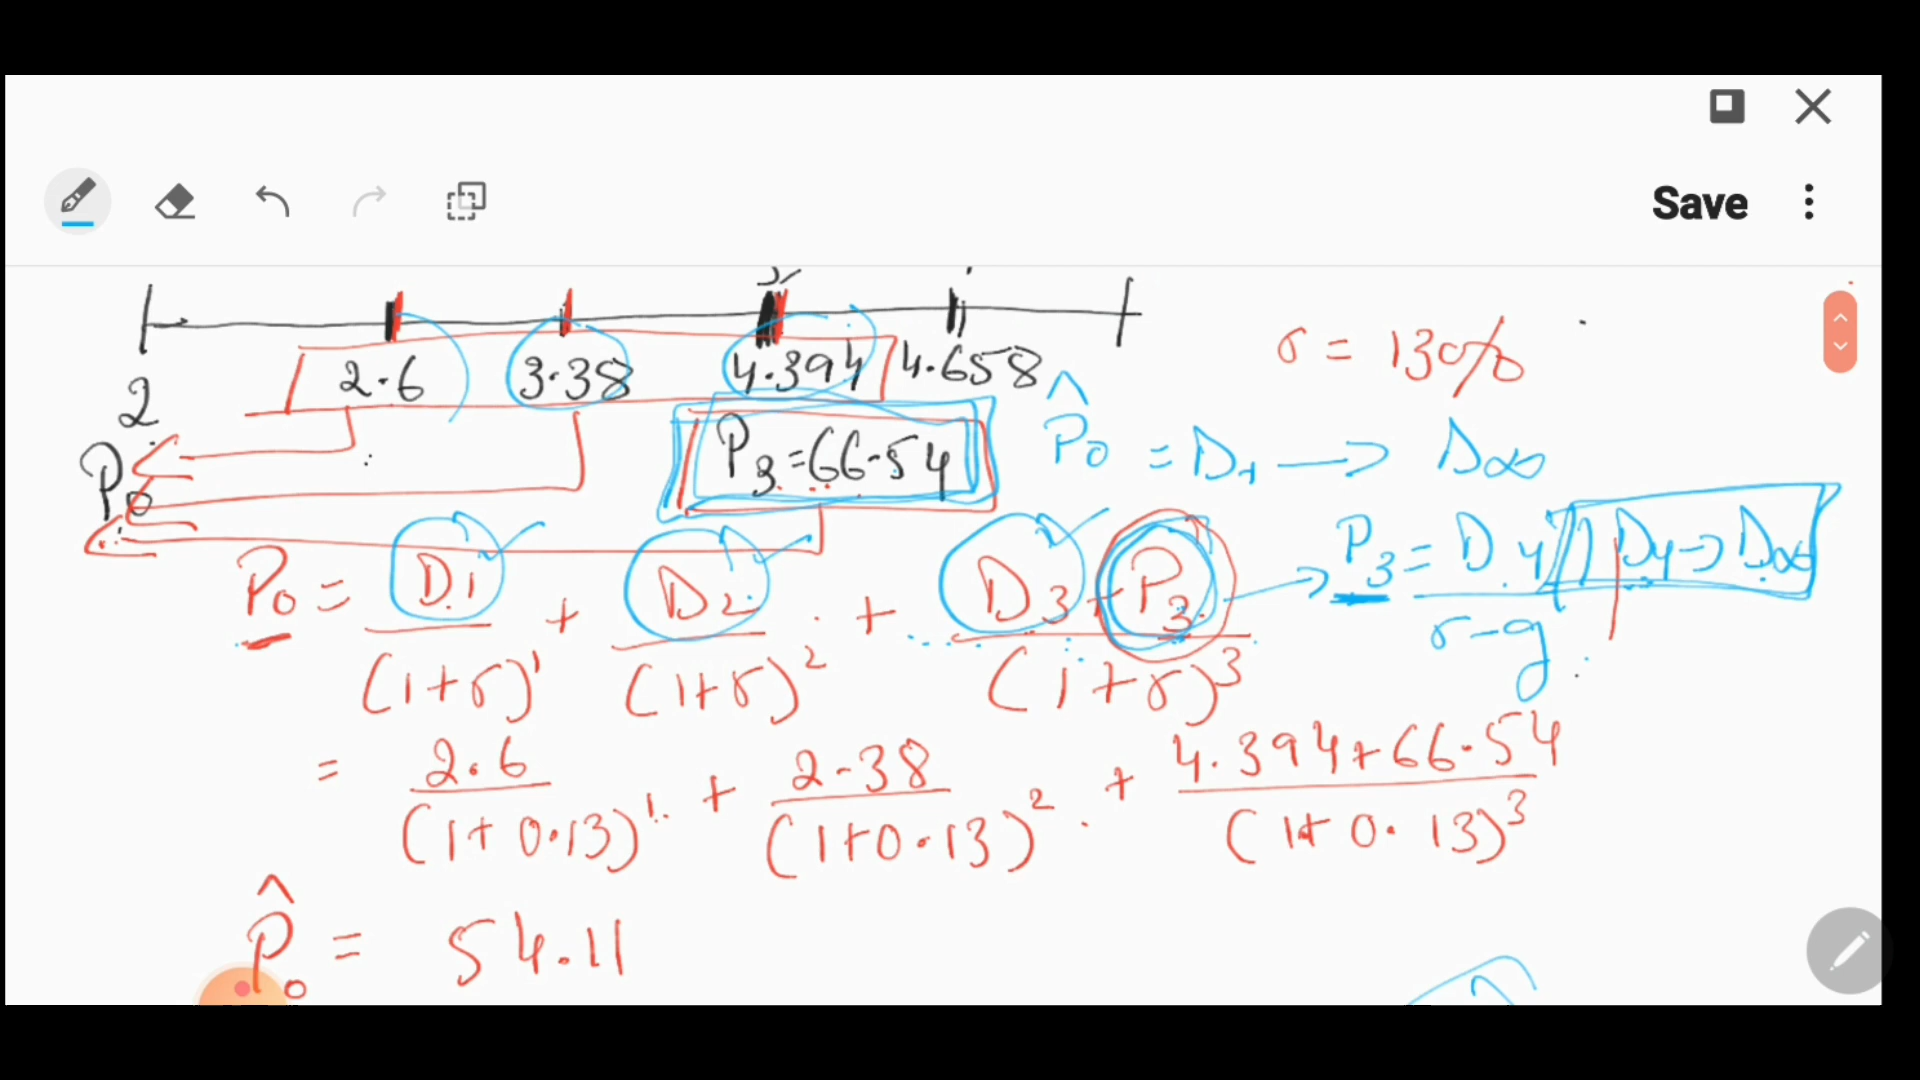 Save
2 2.6 3.38 4.394 4.658
r = 13%
P₀ P₃=66.54 P̂₀ = D₁ → D∞
P₀ = D₁/(1+r)¹ + D₂/(1+r)² + D₃+P₃/(1+r)³ → P₃ = D4/r-g D4→D∞
= 2.6/(1+0.13)¹ + 2.38/(1+0.13)² + 4.394+66.54/(1+0.13)³
P̂₀ = 54.11